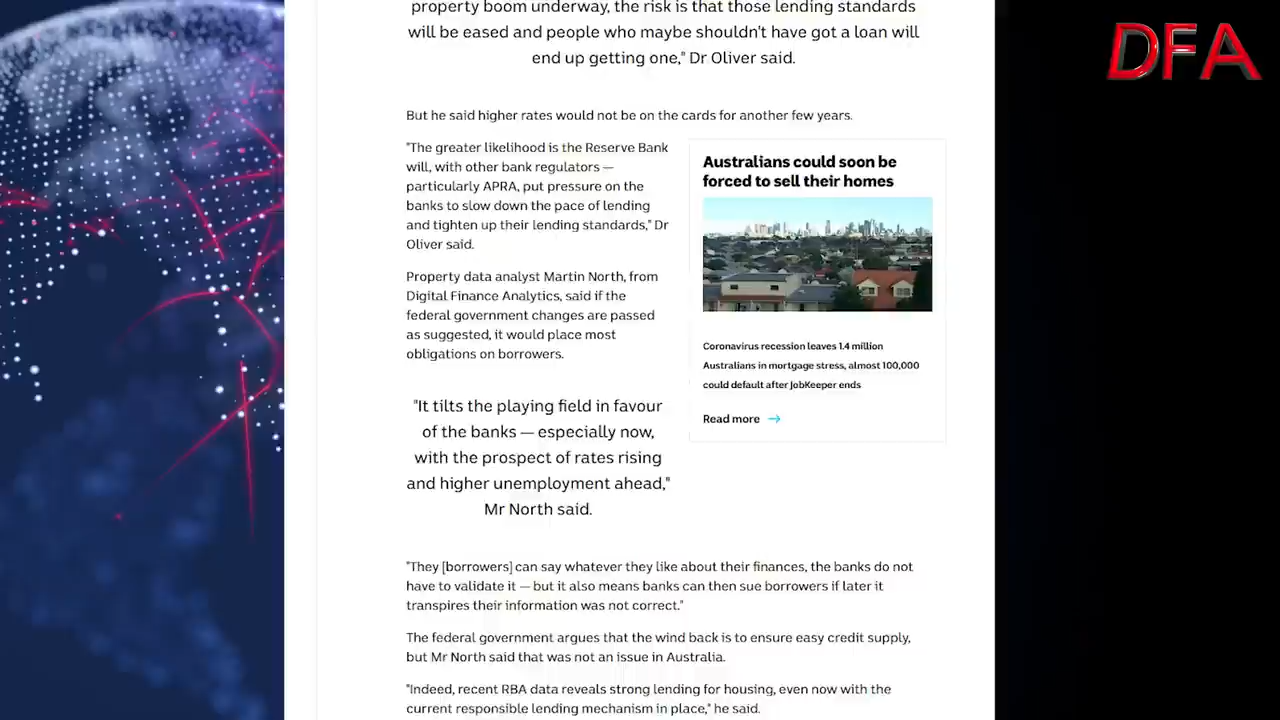 DFA
property boom underway, the risk is that those lending standards
will be eased and people who maybe shouldn't have got a loan will
end up getting one," Dr Oliver said.
But he said higher rates would not be on the cards for another few years.
"The greater likelihood is the Reserve Bank
will, with other bank regulators —
particularly APRA, put pressure on the
banks to slow down the pace of lending
and tighten up their lending standards," Dr
Oliver said.
Property data analyst Martin North, from
Digital Finance Analytics, said if the
federal government changes are passed
as suggested, it would place most
obligations on borrowers.
"It tilts the playing field in favour
of the banks — especially now,
with the prospect of rates rising
and higher unemployment ahead,"
Mr North said.
Australians could soon be
forced to sell their homes
Coronavirus recession leaves 1.4 million
Australians in mortgage stress, almost 100,000
could default after JobKeeper ends
Read more →
"They [borrowers] can say whatever they like about their finances, the banks do not
have to validate it — but it also means banks can then sue borrowers if later it
transpires their information was not correct."
The federal government argues that the wind back is to ensure easy credit supply,
but Mr North said that was not an issue in Australia.
"Indeed, recent RBA data reveals strong lending for housing, even now with the
current responsible lending mechanism in place," he said.